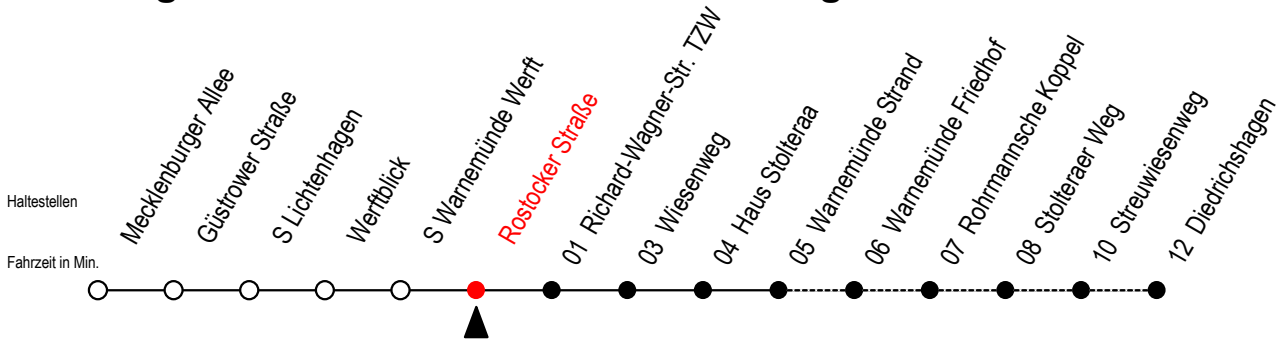 Haltestellen
Fahrzeit in Min.
Mecklenburger Allee
Güstrower Straße
S Lichtenhagen
Werftblick
S Warnemünde Werft
Rostocker Straße
01 Richard-Wagner-Str. TZW
03 Wiesenweg
04 Haus Stolteraa
05 Warnemünde Strand
06 Warnemünde Friedhof
07 Rohrmannsche Koppel
08 Stolteraer Weg
10 Streuwiesenweg
12 Diedrichshagen